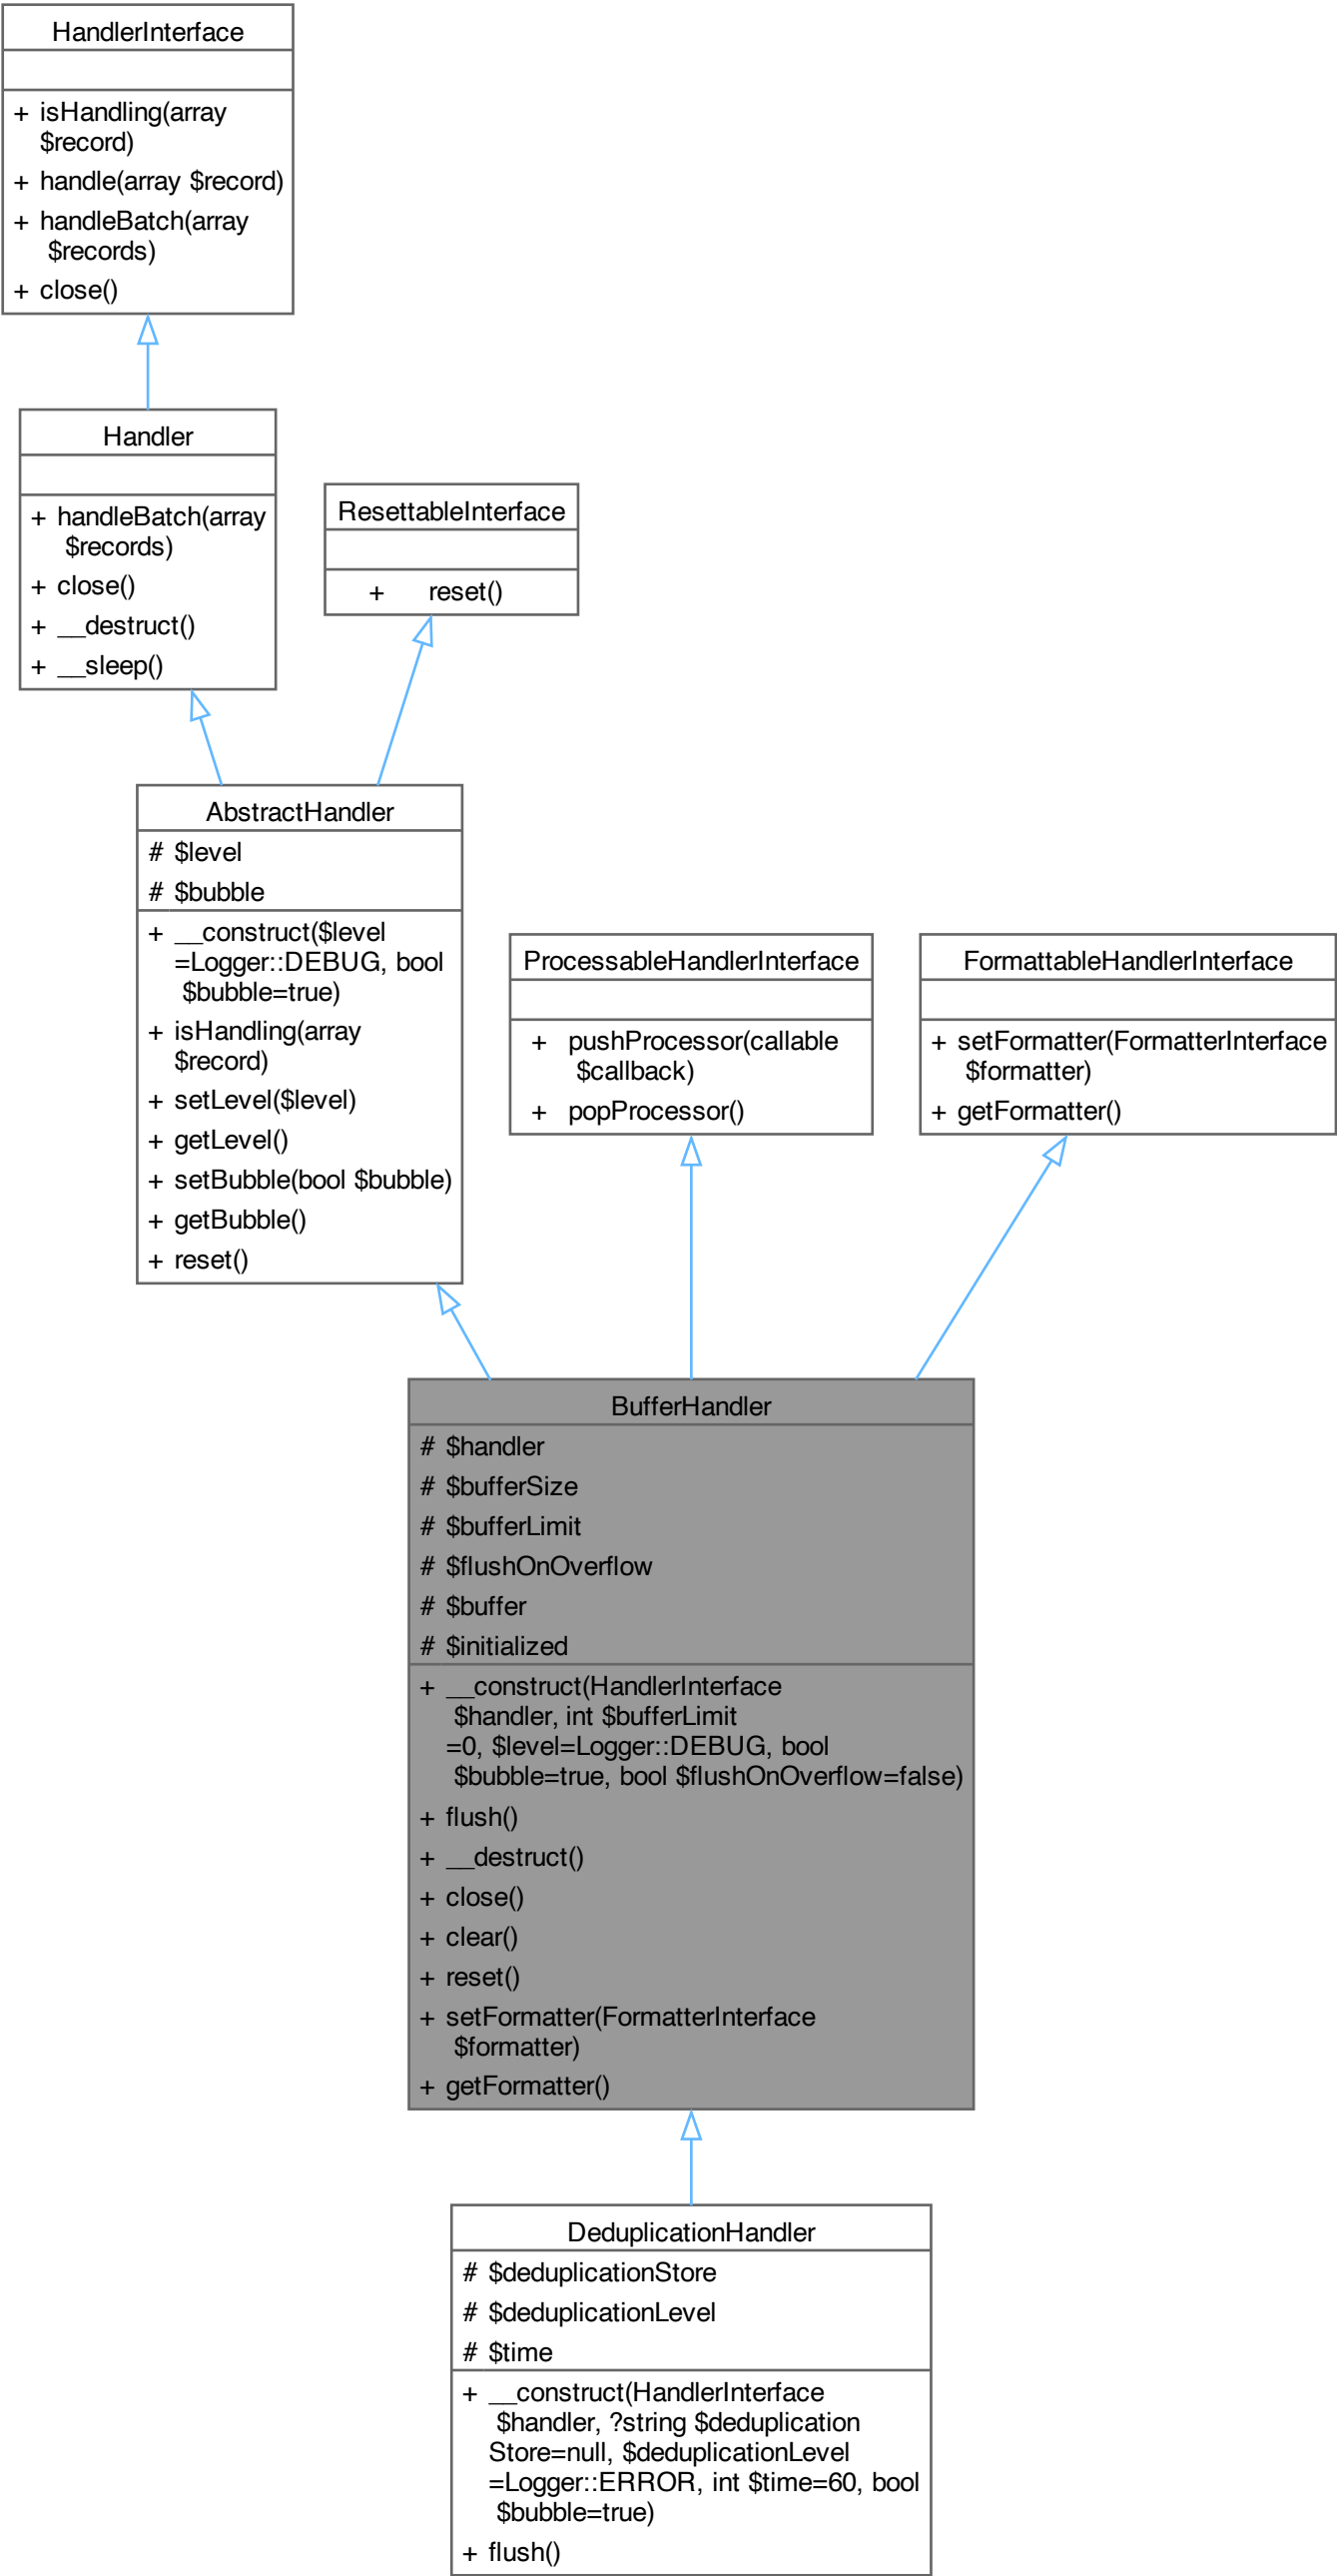 HandlerInterface
+ isHandling(array
$record)
+ handle(array $record)
+ handleBatch(array
$records)
+ close()
Handler
+ handleBatch(array
$records)
+ close()
+ __destruct()
+ __sleep()
ResettableInterface
+ reset()
AbstractHandler
# $level
# $bubble
+ __construct($level
=Logger::DEBUG, bool
$bubble=true)
+ isHandling(array
$record)
+ setLevel($level)
+ getLevel()
+ setBubble(bool $bubble)
+ getBubble()
+ reset()
ProcessableHandlerInterface
+ pushProcessor(callable
$callback)
+ popProcessor()
FormattableHandlerInterface
+ setFormatter(FormatterInterface
$formatter)
+ getFormatter()
BufferHandler
# $handler
# $bufferSize
# $bufferLimit
# $flushOnOverflow
# $buffer
# $initialized
+ __construct(HandlerInterface
$handler, int $bufferLimit
=0, $level=Logger::DEBUG, bool
$bubble=true, bool $flushOnOverflow=false)
+ flush()
+ __destruct()
+ close()
+ clear()
+ reset()
+ setFormatter(FormatterInterface
$formatter)
+ getFormatter()
DeduplicationHandler
# $deduplicationStore
# $deduplicationLevel
# $time
+ __construct(HandlerInterface
$handler, ?string $deduplication
Store=null, $deduplicationLevel
=Logger::ERROR, int $time=60, bool
$bubble=true)
+ flush()